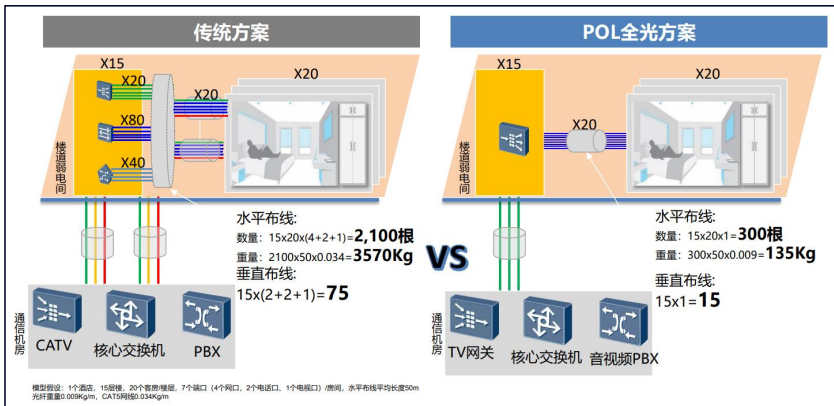 传统方案
X15
X20
X80
X40
X20
X20
楼道弱电间
水平布线:
数量：15x20x(4+2+1)=2,100根
重量：2100x50x0.034=3570Kg
垂直布线:
15x(2+2+1)=75
通信机房
CATV
核心交换机
PBX
VS
POL全光方案
X15
X20
X20
楼道弱电间
水平布线:
数量：15x20x1=300根
重量：300x50x0.009=135Kg
垂直布线:
15x1=15
通信机房
TV网关
核心交换机
音视频PBX
模型假设：1个酒店，15层楼，20个客房/楼层，7个端口（4个网口，2个电话口、1个电视口）/房间，水平布线平均长度50m
光纤重量0.009Kg/m，CAT5网线0.034kg/m